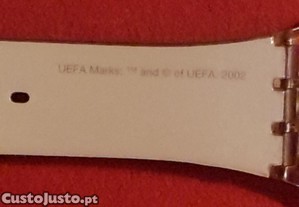 UEFA Marks: ™ and © of UEFA. 2002
CustoJusto.pt